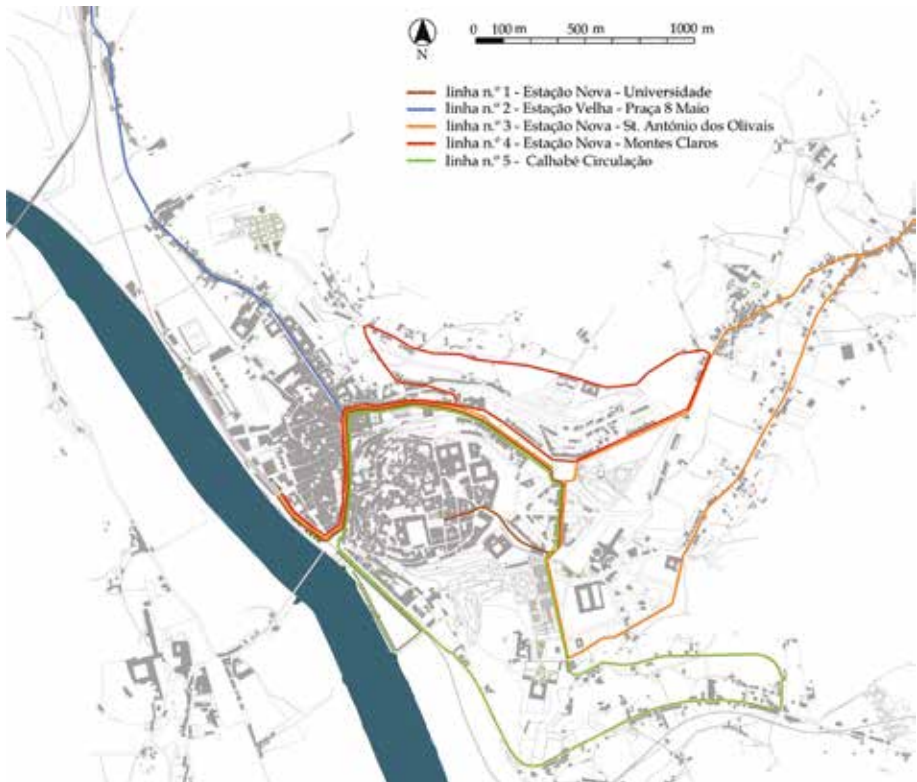 0 100 m 500 m 1000 m
N
linha n.º 1 - Estação Nova - Universidade
linha n.º 2 - Estação Velha - Praça 8 Maio
linha n.º 3 - Estação Nova - St. António dos Olivais
linha n.º 4 - Estação Nova - Montes Claros
linha n.º 5 - Calhabé Circulação